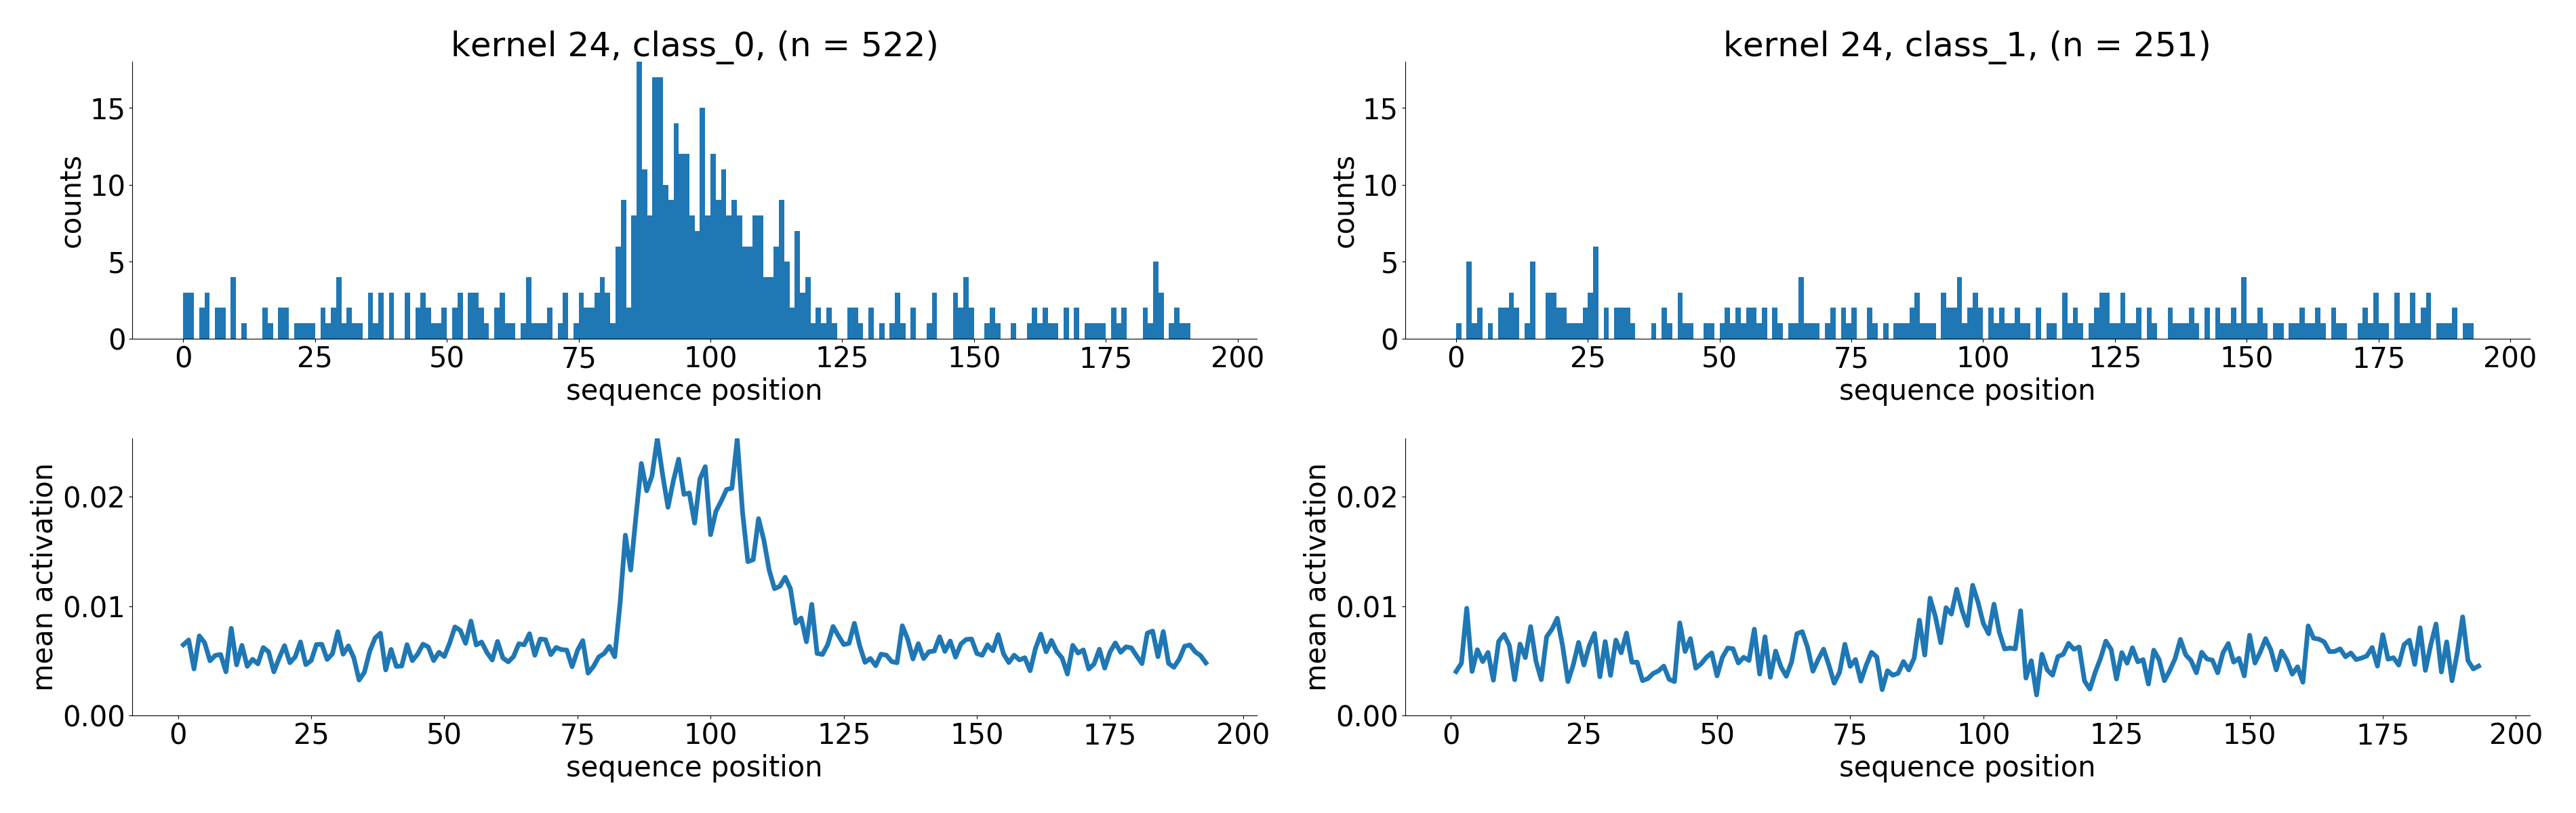 kernel 24, class_0, (n = 522)
counts
15
10
5
0
0 25 50 75 100 125 150 175 200
sequence position
kernel 24, class_1, (n = 251)
counts
15
10
5
0
0 25 50 75 100 125 150 175 200
sequence position
mean activation
0.02
0.01
0.00
0 25 50 75 100 125 150 175 200
sequence position
mean activation
0.02
0.01
0.00
0 25 50 75 100 125 150 175 200
sequence position